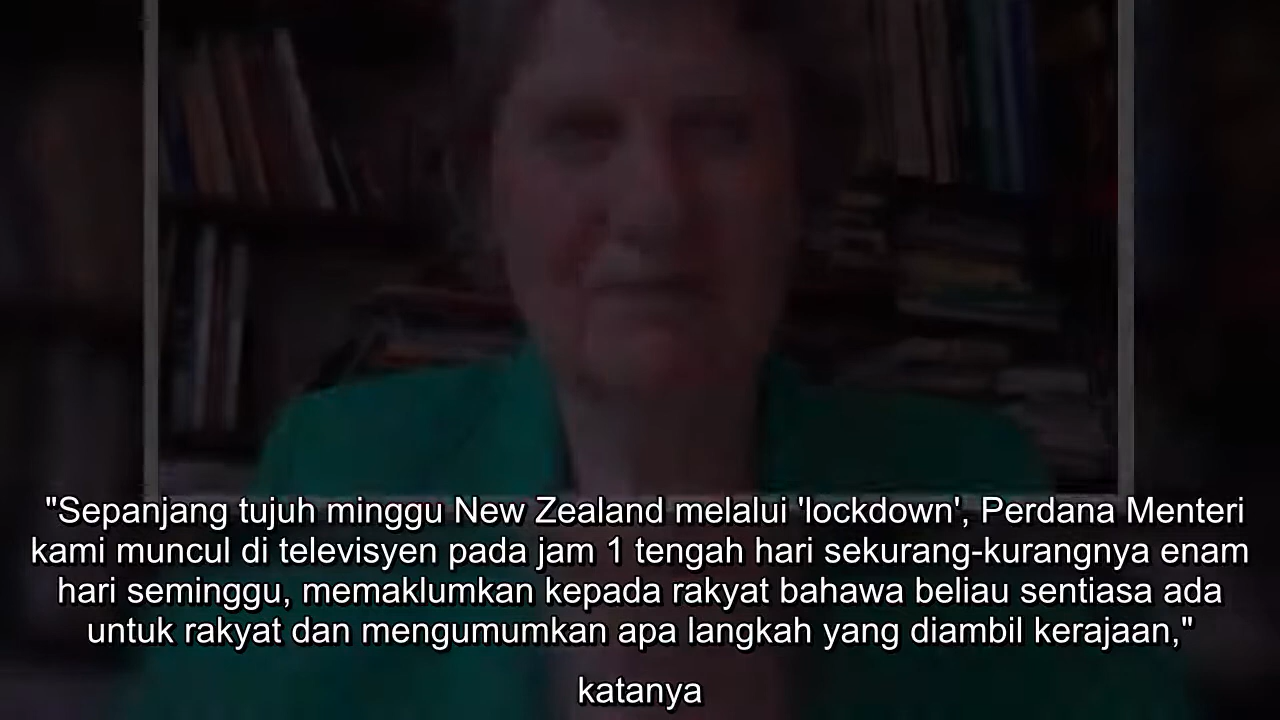 "Sepanjang tujuh minggu New Zealand melalui 'lockdown', Perdana Menteri
kami muncul di televisyen pada jam 1 tengah hari sekurang-kurangnya enam
hari seminggu, memaklumkan kepada rakyat bahawa beliau sentiasa ada
untuk rakyat dan mengumumkan apa langkah yang diambil kerajaan,"
katanya